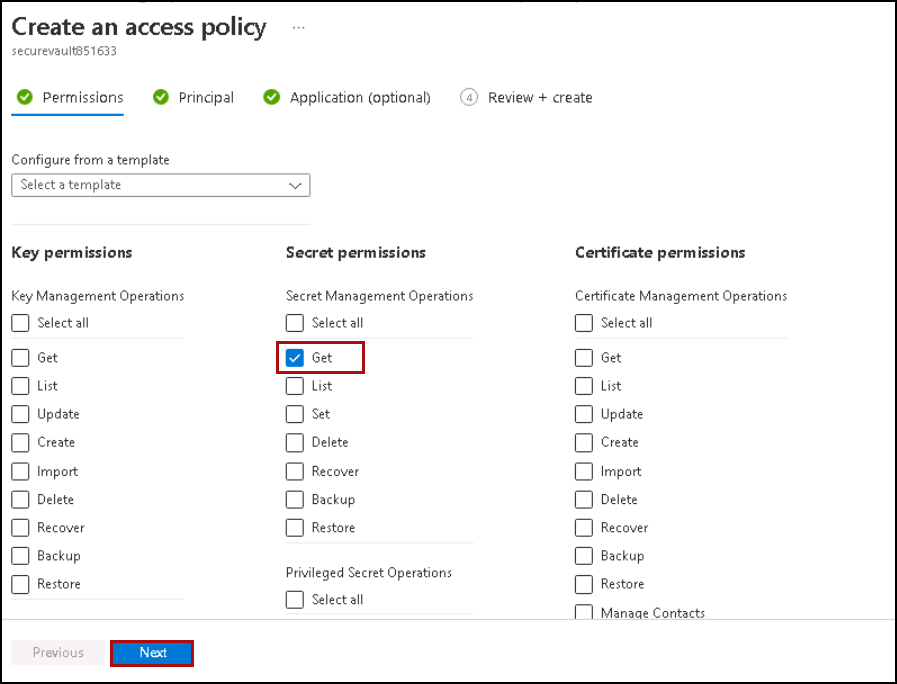 Create an access policy ...
securevault851633
Permissions Principal Application (optional) 4 Review + create
Configure from a template
Select a template
Key permissions
Key Management Operations
Select all
Get
List
Update
Create
Import
Delete
Recover
Backup
Restore
Secret permissions
Secret Management Operations
Select all
Get
List
Set
Delete
Recover
Backup
Restore
Privileged Secret Operations
Select all
Certificate permissions
Certificate Management Operations
Select all
Get
List
Update
Create
Import
Delete
Recover
Backup
Restore
Manage Contacts
Previous Next